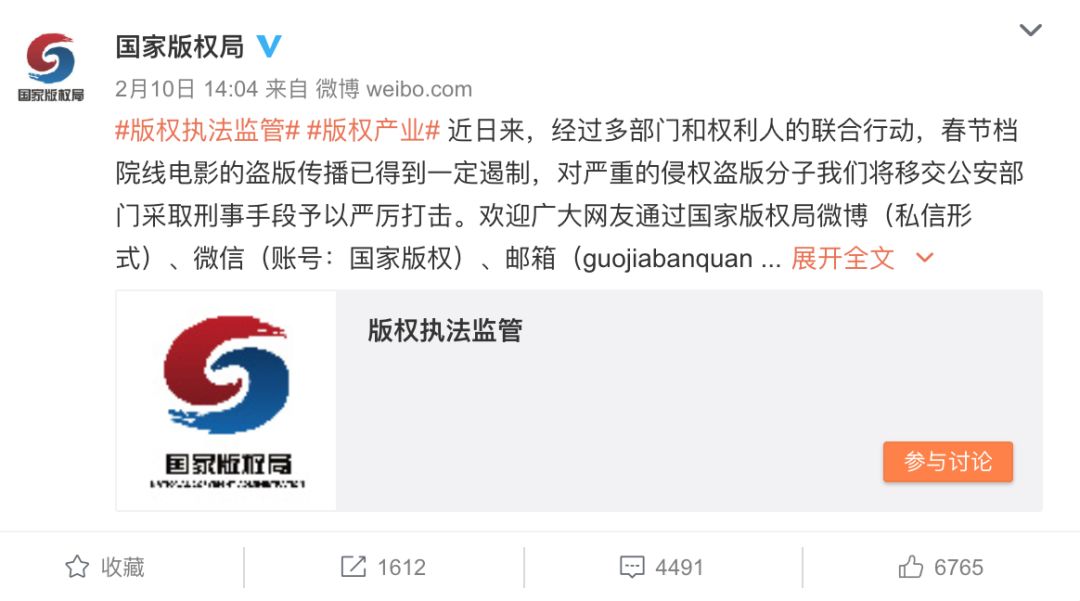 国家版权局
国家版权局
2月10日 14:04 来自 微博 weibo.com
#版权执法监管# #版权产业# 近日来，经过多部门和权利人的联合行动，春节档
院线电影的盗版传播已得到一定遏制，对严重的侵权盗版分子我们将移交公安部
门采取刑事手段予以严厉打击。欢迎广大网友通过国家版权局微博（私信形
式）、微信（账号：国家版权）、邮箱（guojiabanquan ... 展开全文
版权执法监管
国家版权局
NATIONAL COPYRIGHT ADMINISTRATION
参与讨论
收藏 1612 4491 6765